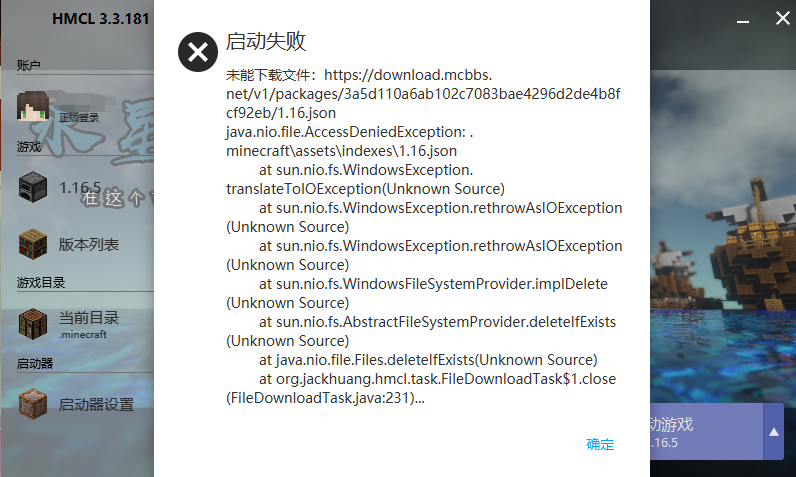 HMCL 3.3.181
账户
正版登录
游戏
1.16.5
在这个
版本列表
游戏目录
当前目录
.minecraft
启动器
启动器设置
启动失败
未能下载文件：https://download.mcbbs.
net/v1/packages/3a5d110a6ab102c7083bae4296d2de4b8f
cf92eb/1.16.json
java.nio.file.AccessDeniedException: .
minecraft\assets\indexes\1.16.json
at sun.nio.fs.WindowsException.
translateToIOException(Unknown Source)
at sun.nio.fs.WindowsException.rethrowAsIOException
(Unknown Source)
at sun.nio.fs.WindowsException.rethrowAsIOException
(Unknown Source)
at sun.nio.fs.WindowsFileSystemProvider.implDelete
(Unknown Source)
at sun.nio.fs.AbstractFileSystemProvider.deleteIfExists
(Unknown Source)
at java.nio.file.Files.deleteIfExists(Unknown Source)
at org.jackhuang.hmcl.task.FileDownloadTask$1.close
(FileDownloadTask.java:231)...
确定
动游戏
.16.5